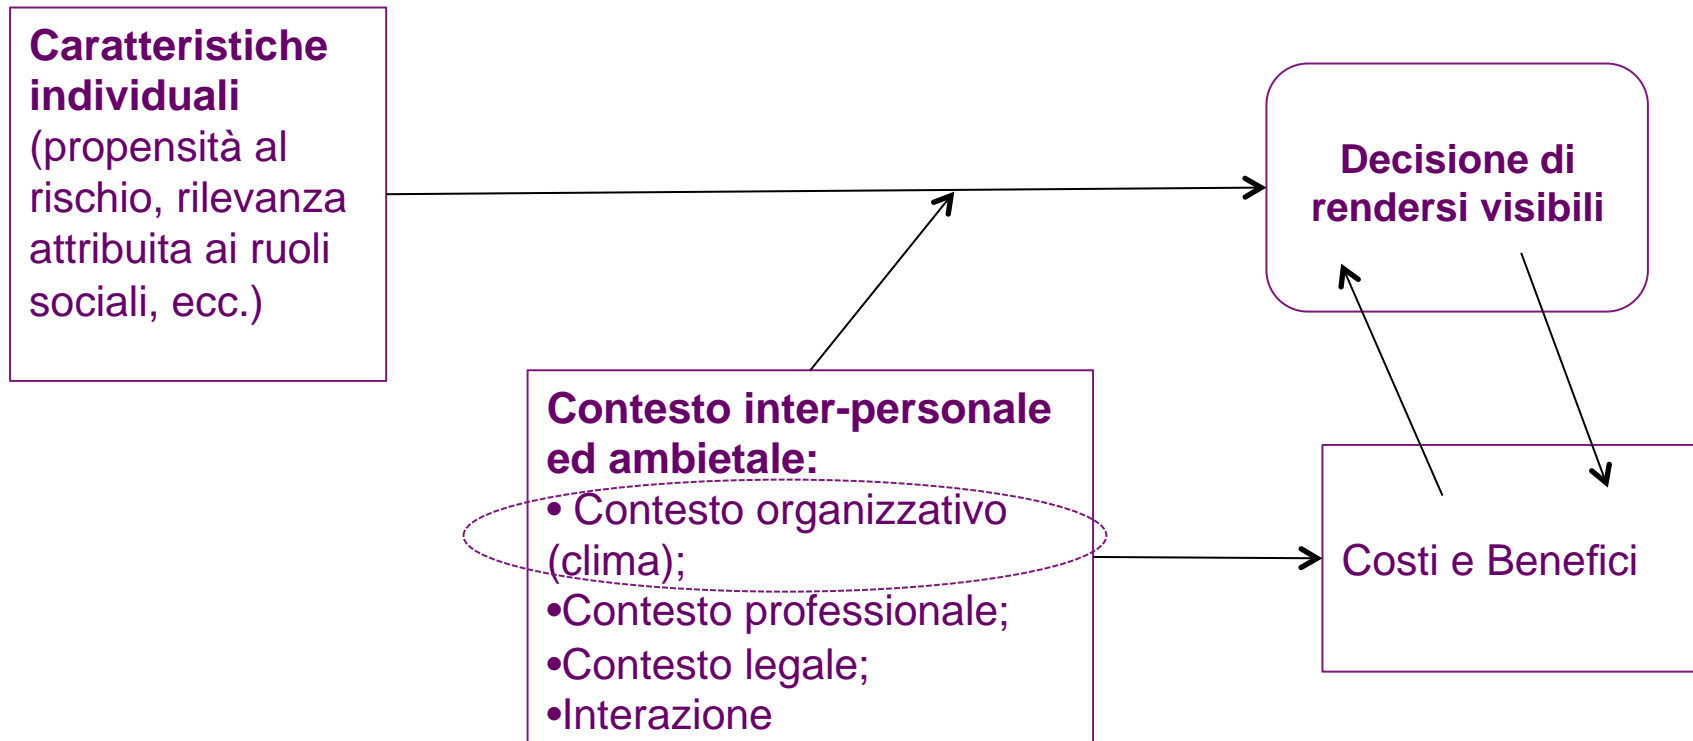 Caratteristiche
individuali
(propensità al
rischio, rilevanza
attribuita ai ruoli
sociali, ecc.)
Decisione di
rendersi visibili
Contesto inter-personale
ed ambietale:
• Contesto organizzativo
(clima);
•Contesto professionale;
•Contesto legale;
•Interazione
Costi e Benefici